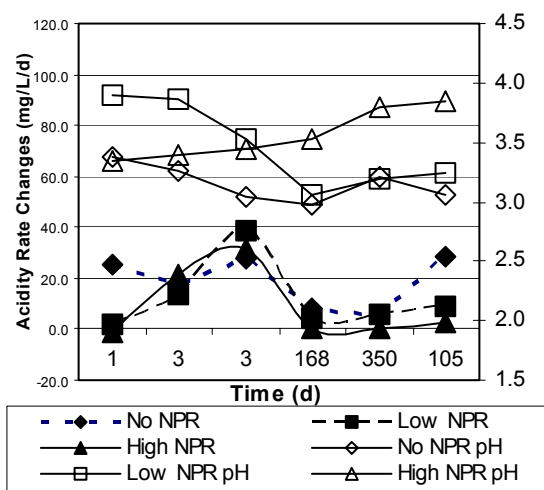 120.0
100.0
80.0
60.0
40.0
20.0
0.0
-20.0
Acidity Rate Changes (mg/L/d)
4.5
4.0
3.5
3.0
2.5
2.0
1.5
1 3 3 168 350 105
Time (d)
No NPR Low NPR
High NPR No NPR pH
Low NPR pH High NPR pH